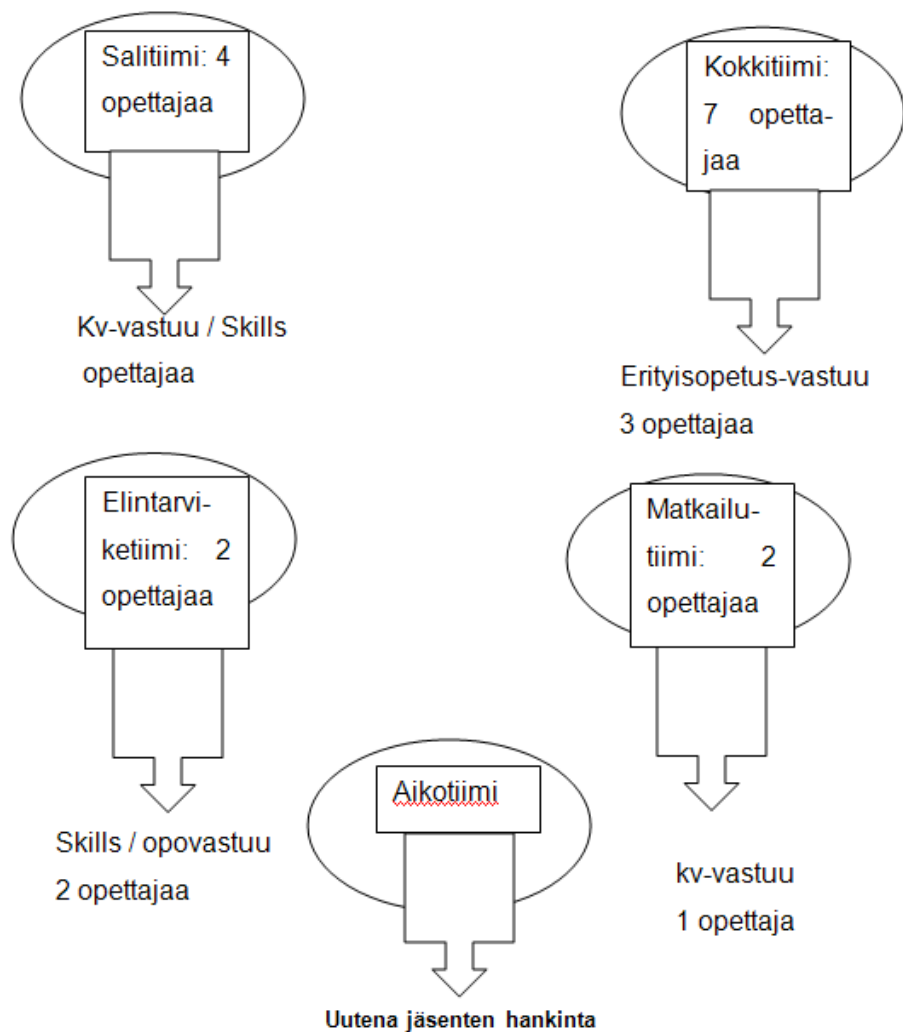 Salitiimi: 4
opettajaa
Kokkitiimi:
7 opetta-
jaa
Kv-vastuu / Skills
opettajaa
Erityisopetus-vastuu
3 opettajaa
Elintarvi-
ketiimi: 2
opettajaa
Matkailu-
tiimi: 2
opettajaa
Skills / opovastuu
2 opettajaa
Aikotiimi
kv-vastuu
1 opettaja
Uutena jäsenten hankinta